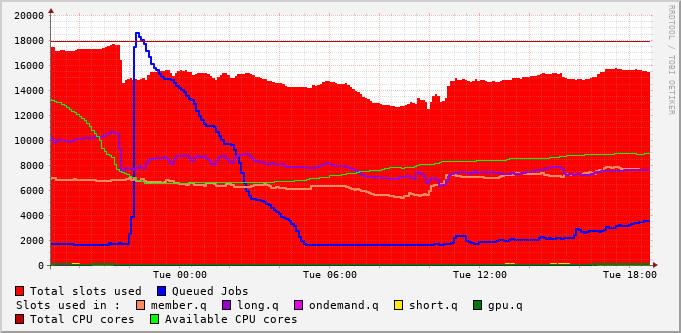 20000
18000
16000
14000
12000
10000
8000
6000
4000
2000
0
Tue 00:00 Tue 06:00 Tue 12:00 Tue 18:00
Total slots used Queued Jobs
Slots used in : member.q long.q ondemand.q short.q gpu.q
Total CPU cores Available CPU cores
RRDTOOL / TOBI OETIKER